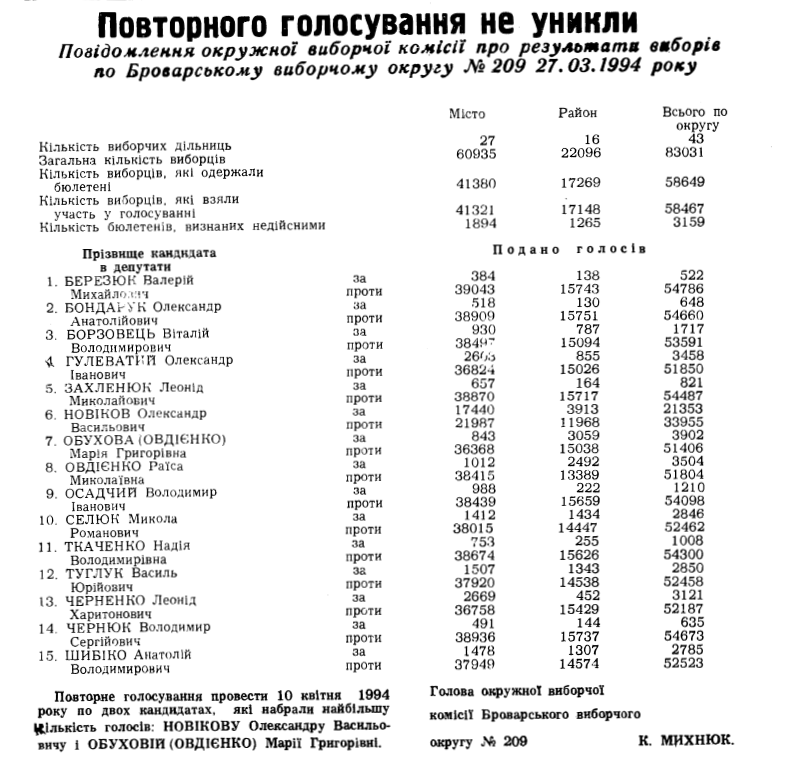 Повторного голосування не уникли
Повідомлення окружної виборчої комісії про результати виборів
по Броварському виборчому округу № 209 27.03.1994 року
Місто Район Всього по
округу
Кількість виборчих дільниць 27 16 43
Загальна кількість виборців 60935 22096 83031
Кількість виборців, які одержали
бюлетені 41380 17269 58649
Кількість виборців, які взяли
участь у голосуванні 41321 17148 58467
Кількість бюлетенів, визнаних недійсними 1894 1265 3159
Прізвище кандидата Подано голосів
в депутати
1. БЕРЕЗЮК Валерій за 384 138 522
Михайлович проти 39043 15743 54786
2. БОНДАРУК Олександр за 518 130 648
Анатолійович проти 38909 15751 54660
3. БОРЗОВЕЦЬ Віталій за 930 787 1717
Володимирович проти 38497 15094 53591
4. ГУЛЕВАТИЙ Олександр за 2603 855 3458
Іванович проти 36824 15026 51850
5. ЗАХЛЕНЮК Леонід за 657 164 821
Миколайович проти 38870 15717 54487
6. НОВІКОВ Олександр за 17440 3913 21353
Васильович проти 21987 11968 33955
7. ОБУХОВА (ОВДІЄНКО) за 843 3059 3902
Марія Григорівна проти 36368 15038 51406
8. ОВДІЄНКО Раїса за 1012 2492 3504
Миколаївна проти 38415 13389 51804
9. ОСАДЧИЙ Володимир за 988 222 1210
Іванович проти 38439 15659 54098
10. СЕЛЮК Микола за 1412 1434 2846
Романович проти 38015 14447 52462
11. ТКАЧЕНКО Надія за 753 255 1008
Володимирівна проти 38674 15626 54300
12. ТУГЛУК Василь за 1507 1343 2850
Юрійович проти 37920 14538 52458
13. ЧЕРНЕНКО Леонід за 2669 452 3121
Харитонович проти 36758 15429 52187
14. ЧЕРНЮК Володимир за 491 144 635
Сергійович проти 38936 15737 54673
15. ШИБІКО Анатолій за 1478 1307 2785
Володимирович проти 37949 14574 52523
Повторне голосування провести 10 квітня 1994
року по двох кандидатах, які набрали найбільшу
кількість голосів: НОВІКОВУ Олександру Васильо-
вичу і ОБУХОВІЙ (ОВДІЄНКО) Марії Григорівні.
Голова окружної виборчої
комісії Броварського виборчого
округу № 209 К. МИХНЮК.